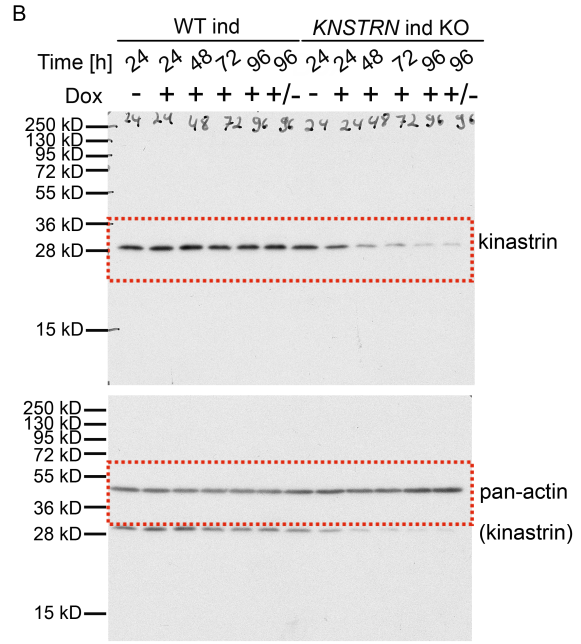 B
WT ind KNSTRN ind KO
Time [h] 24 24 48 72 96 96 24 24 48 72 96 96
Dox - + + + + +/- - + + + + +/-
24 24 48 72 96 96 24 24 48 72 96 96
250 kD
130 kD
95 kD
72 kD
55 kD
36 kD
28 kD
kinastrin
15 kD
250 kD
130 kD
95 kD
72 kD
55 kD
pan-actin
36 kD
28 kD
(kinastrin)
15 kD